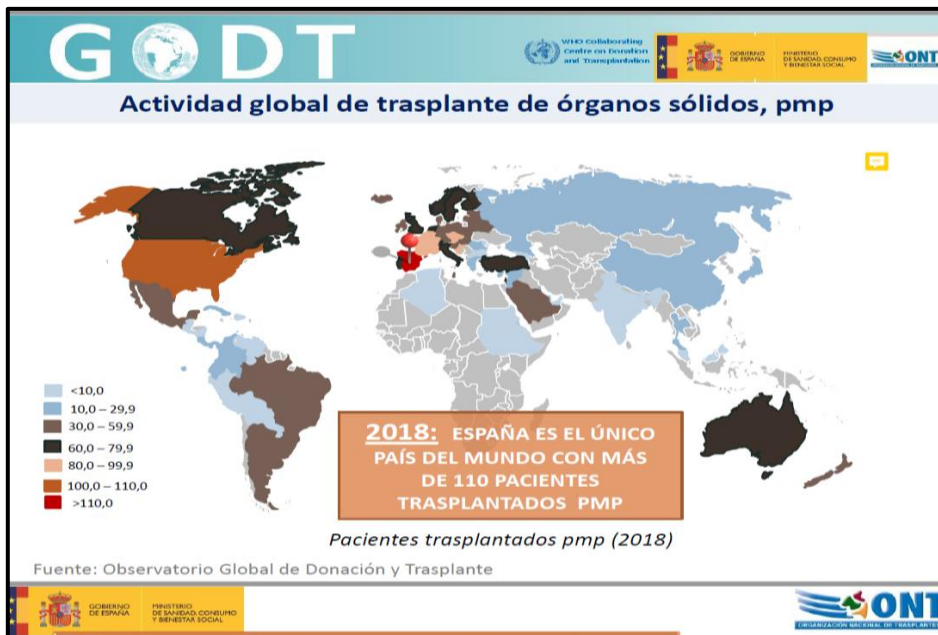 GODT
WHO Collaborating
Centre on Donation
and Transplantation
GOBIERNO
DE ESPAÑA
MINISTERIO
DE SANIDAD, CONSUMO
Y BIENESTAR SOCIAL
ONT
Actividad global de trasplante de órganos sólidos, pmp
<10,0
10,0 – 29,9
30,0 – 59,9
60,0 – 79,9
80,0 – 99,9
100,0 – 110,0
>110,0
2018: ESPAÑA ES EL ÚNICO
PAÍS DEL MUNDO CON MÁS
DE 110 PACIENTES
TRASPLANTADOS PMP
Pacientes trasplantados pmp (2018)
Fuente: Observatorio Global de Donación y Trasplante
GOBIERNO
DE ESPAÑA
MINISTERIO
DE SANIDAD, CONSUMO
Y BIENESTAR SOCIAL
ONT
ORGANIZACIÓN NACIONAL DE TRASPLANTES